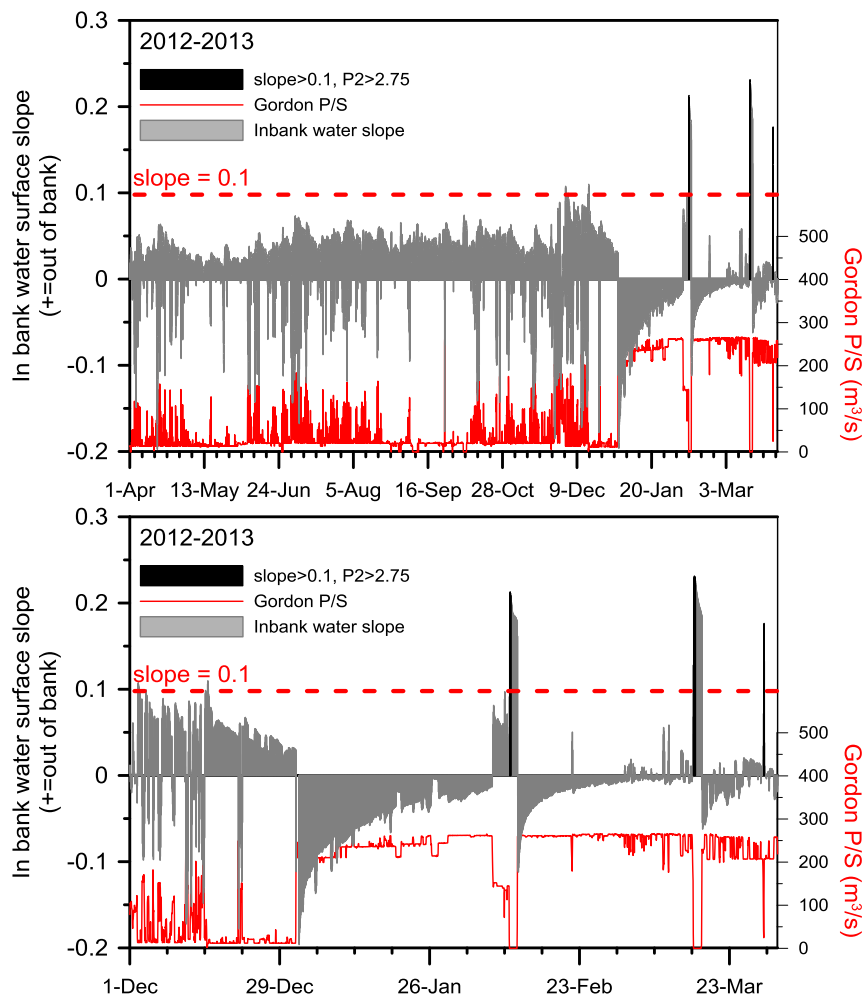 0.3
0.2
0.1
0
-0.1
-0.2
In bank water surface slope
(+=out of bank)
2012-2013
slope>0.1, P2>2.75
Gordon P/S
Inbank water slope
slope = 0.1
500
400
300
200
100
0
Gordon P/S (m³/s)
1-Apr 13-May 24-Jun 5-Aug 16-Sep 28-Oct 9-Dec 20-Jan 3-Mar
0.3
0.2
0.1
0
-0.1
-0.2
In bank water surface slope
(+=out of bank)
2012-2013
slope>0.1, P2>2.75
Gordon P/S
Inbank water slope
slope = 0.1
500
400
300
200
100
0
Gordon P/S (m³/s)
1-Dec 29-Dec 26-Jan 23-Feb 23-Mar